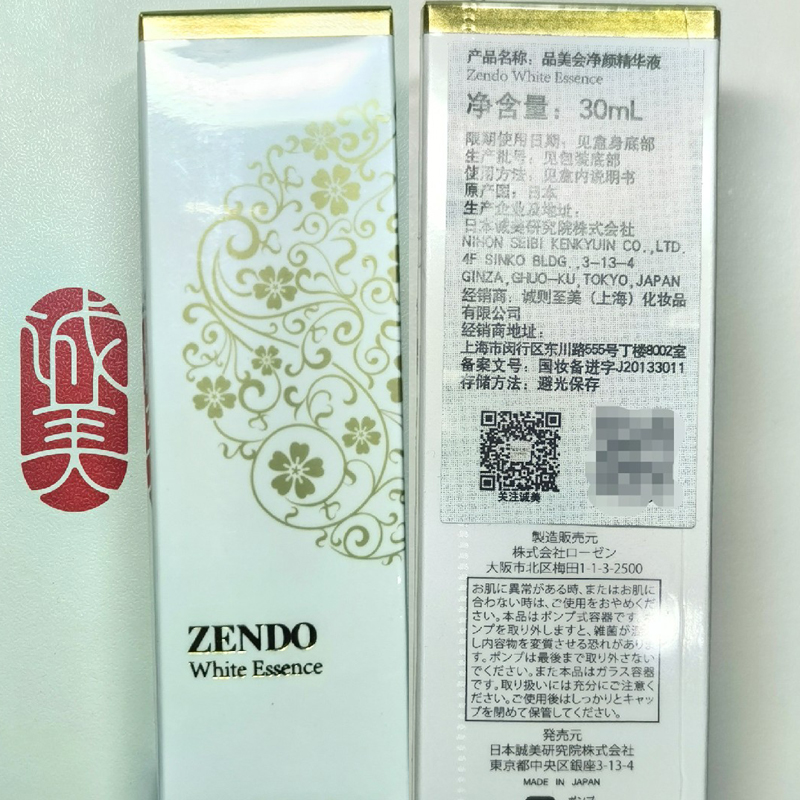 诚美
ZENDO
White Essence
产品名称：品美会净颜精华液
Zendo White Essence
净含量：30mL
限期使用日期：见盒身底部
生产批号：见包装底部
使用方法：见盒内说明书
原产国：日本
生产企业及地址：
日本诚美研究院株式会社
NIHON SEIBI KENKYUIN CO.,LTD.
4F SINKO BLDG.,3-13-4
GINZA,GHUO-KU,TOKYO,JAPAN
经销商：诚则至美（上海）化妆品
有限公司
经销商地址：
上海市闵行区东川路555号丁楼8002室
备案文号：国妆备进字J20133011
存储方法：避光保存
关注诚美
製造販売元
株式会社ローゼン
大阪市北区梅田1-1-3-2500
お肌に異常がある時、またはお肌に
合わない時は、ご使用をおやめくだ
さい。本品はポンプ式容器です。ポ
ンプを取り外しますと、雑菌が混
し内容物を変質させる恐れがありま
す。ポンプは最後まで取り外さない
でください。また本品はガラス容器
です。取り扱いには充分にご注意く
ださい。ご使用後はしっかりとキャッ
プを閉めて保管してください。
発売元
日本誠美研究院株式会社
東京都中央区銀座3-13-4
MADE IN JAPAN
ポンプ